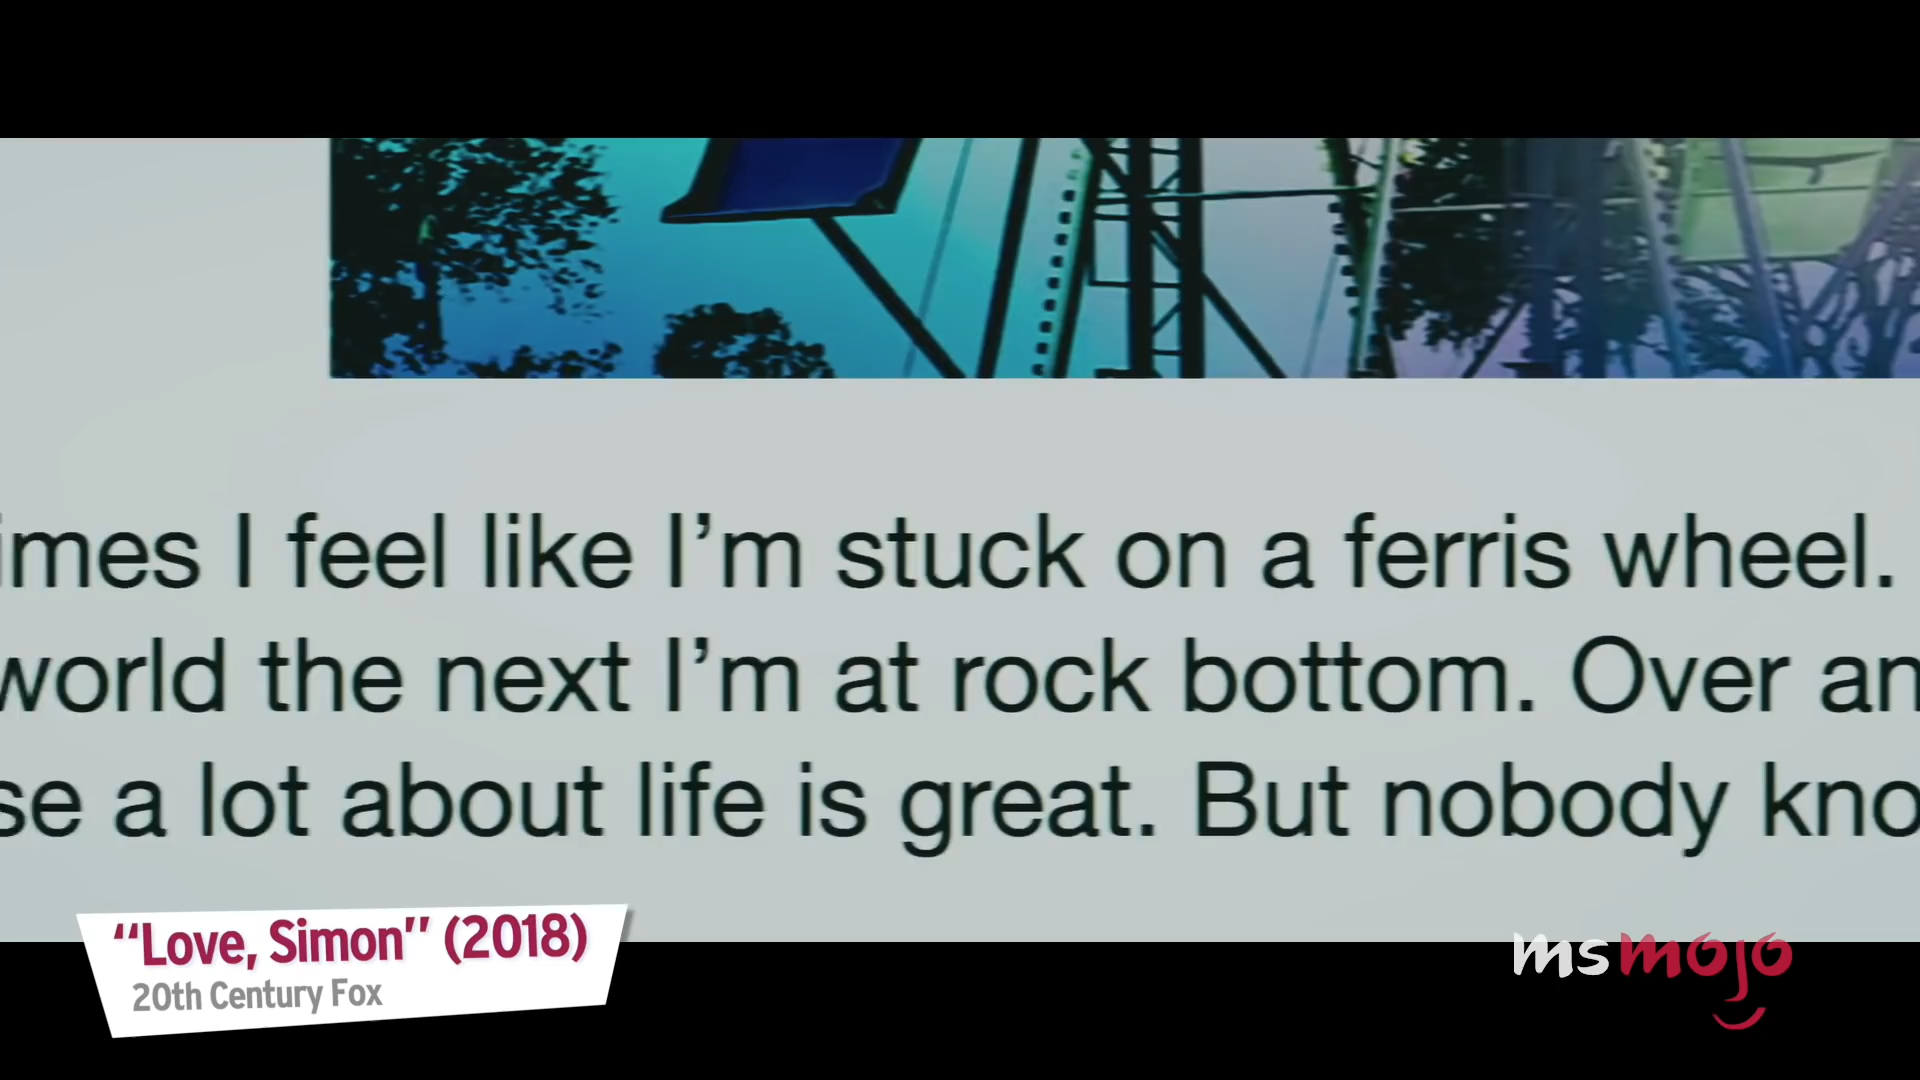 imes I feel like I’m stuck on a ferris wheel.
world the next I’m at rock bottom. Over an
se a lot about life is great. But nobody kno
“Love, Simon” (2018)
20th Century Fox
msmojo